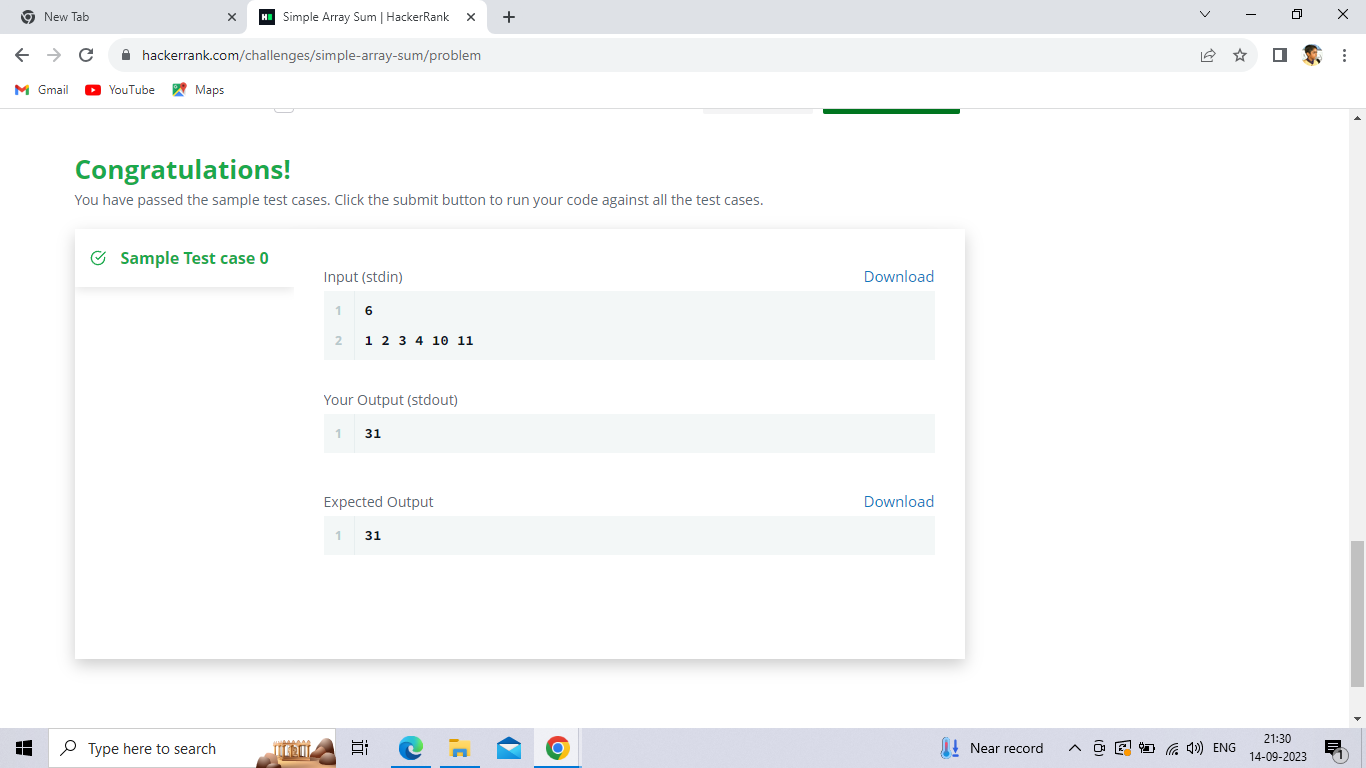 New Tab
Simple Array Sum | HackerRank
hackerrank.com/challenges/simple-array-sum/problem
Gmail
YouTube
Maps
Congratulations!
You have passed the sample test cases. Click the submit button to run your code against all the test cases.
Sample Test case 0
Input (stdin)
Download
1 6
2 1 2 3 4 10 11
Your Output (stdout)
1 31
Expected Output
Download
1 31
Type here to search
Near record
ENG
21:30
14-09-2023
1